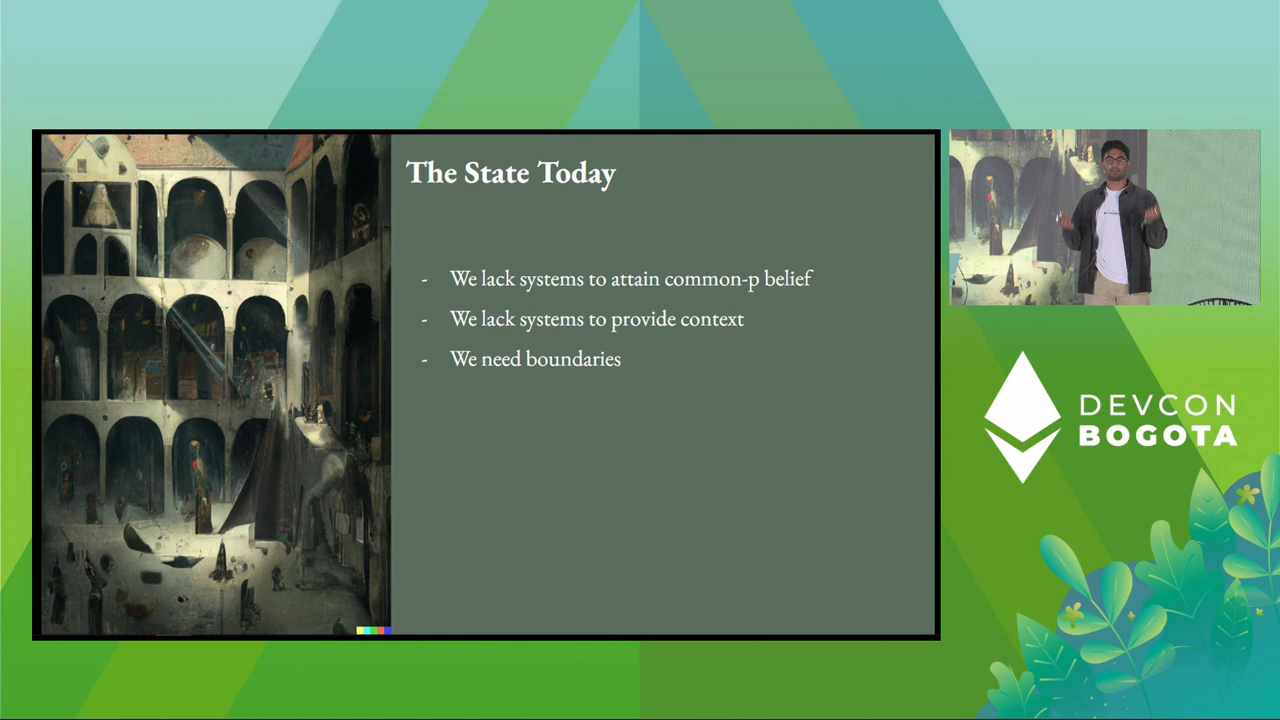 The State Today
- We lack systems to attain common-p belief
- We lack systems to provide context
- We need boundaries
DEVCON
BOGOTA